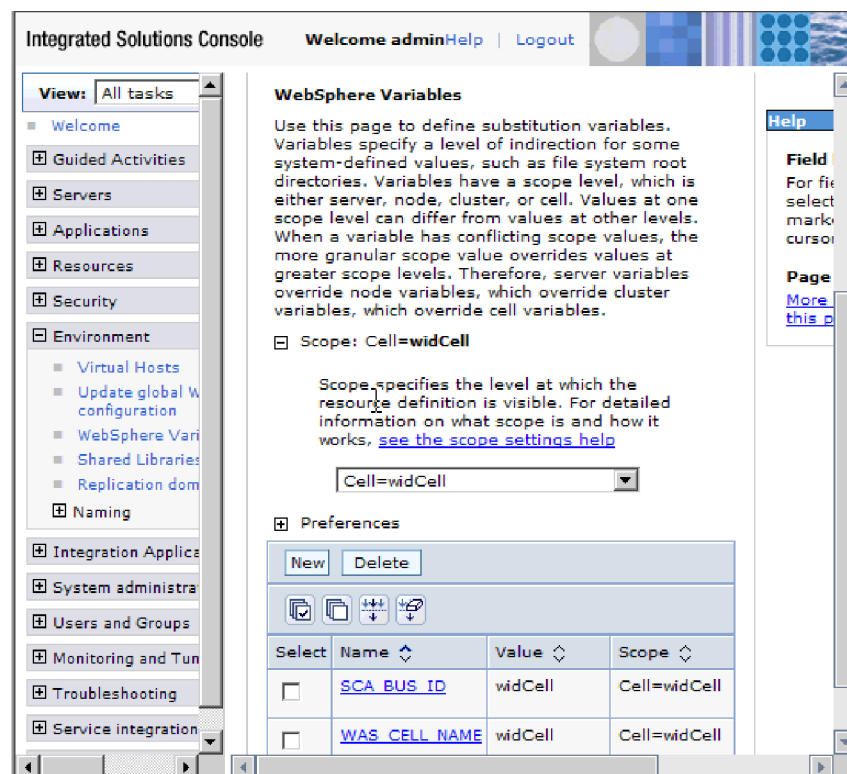 Integrated Solutions Console Welcome admin Help | Logout
View: All tasks
Welcome
Guided Activities
Servers
Applications
Resources
Security
Environment
Virtual Hosts
Update global W
configuration
WebSphere Vari
Shared Libraries
Replication dom
Naming
Integration Applica
System administra
Users and Groups
Monitoring and Tun
Troubleshooting
Service integration
WebSphere Variables
Use this page to define substitution variables.
Variables specify a level of indirection for some
system-defined values, such as file system root
directories. Variables have a scope level, which is
either server, node, cluster, or cell. Values at one
scope level can differ from values at other levels.
When a variable has conflicting scope values, the
more granular scope value overrides values at
greater scope levels. Therefore, server variables
override node variables, which override cluster
variables, which override cell variables.
Scope: Cell=widCell
Scope specifies the level at which the
resource definition is visible. For detailed
information on what scope is and how it
works, see the scope settings help
Cell=widCell
Preferences
New Delete
Select Name Value Scope
SCA_BUS_ID widCell Cell=widCell
WAS_CELL_NAME widCell Cell=widCell
Help
Field
For fie
select
mark
cursor
Page
More
this p